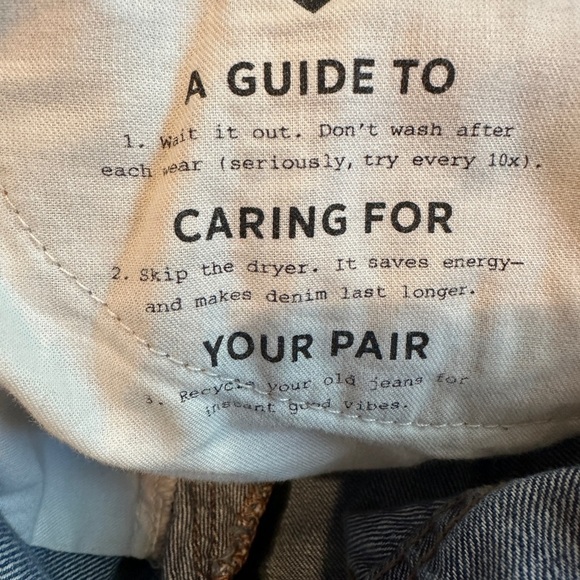 A GUIDE TO
1. Wait it out. Don't wash after
each wear (seriously, try every 10x).
CARING FOR
2. Skip the dryer. It saves energy—
and makes denim last longer.
YOUR PAIR
3. Recycle your old jeans for
instant good vibes.